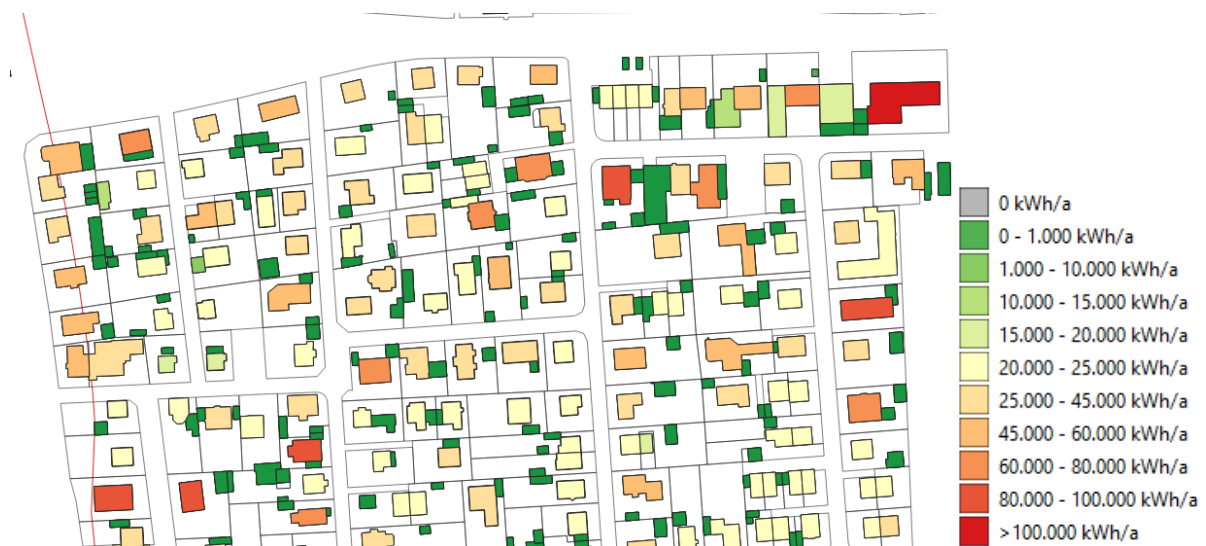 0 kWh/a
0 - 1.000 kWh/a
1.000 - 10.000 kWh/a
10.000 - 15.000 kWh/a
15.000 - 20.000 kWh/a
20.000 - 25.000 kWh/a
25.000 - 45.000 kWh/a
45.000 - 60.000 kWh/a
60.000 - 80.000 kWh/a
80.000 - 100.000 kWh/a
>100.000 kWh/a